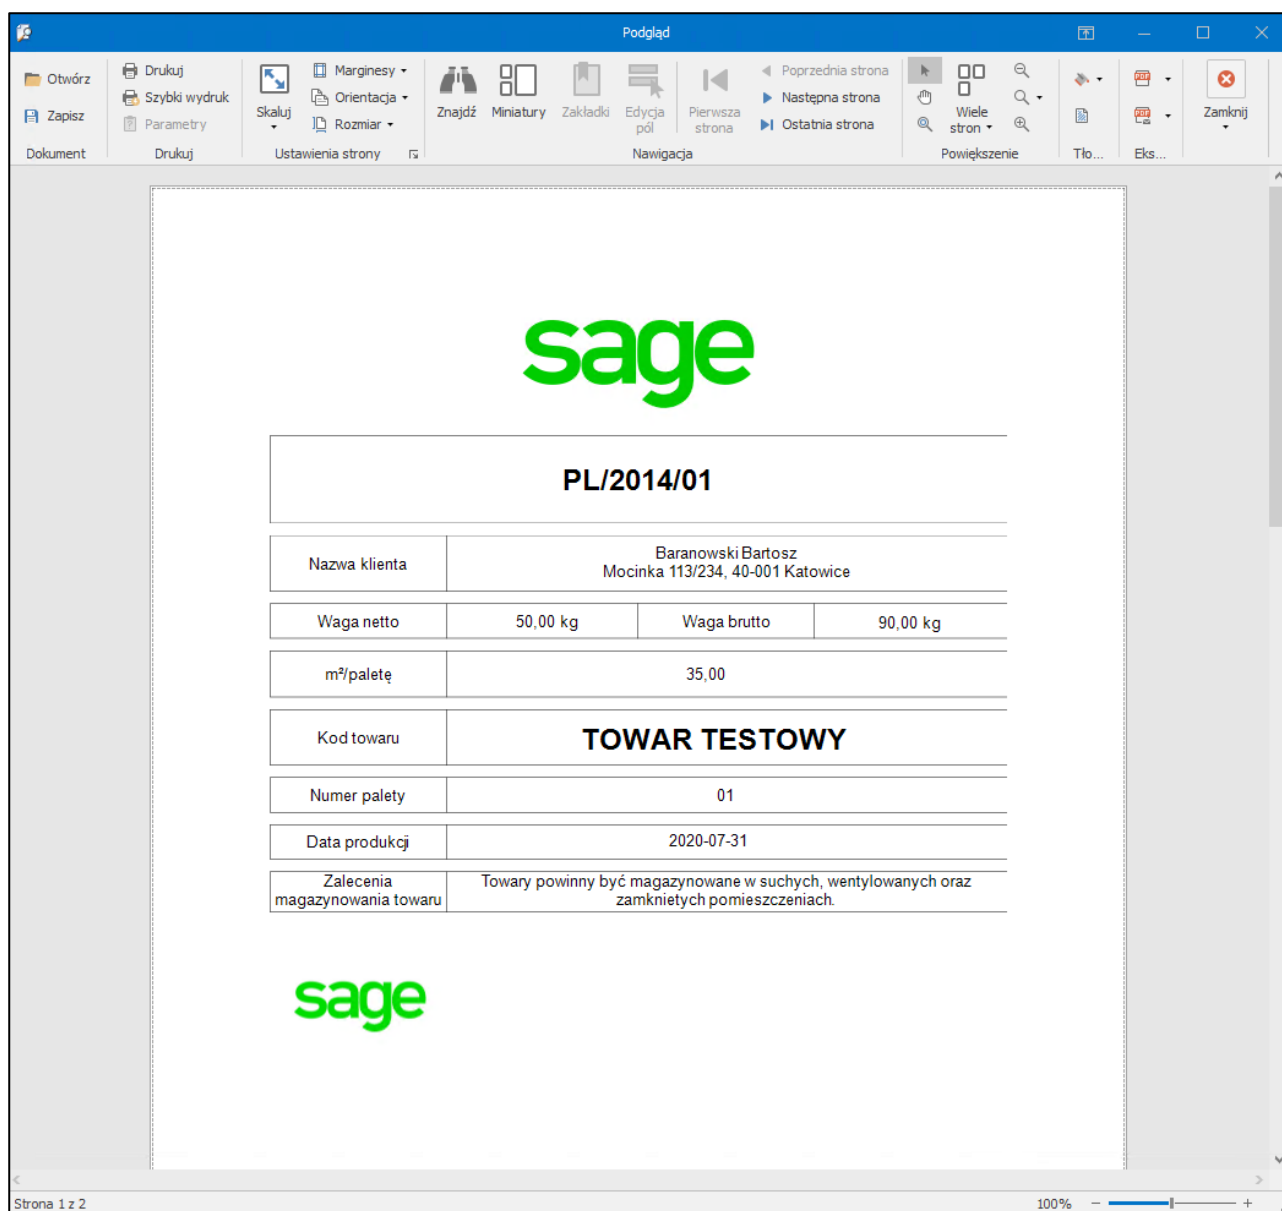 Podgląd
Otwórz
Zapisz
Dokument
Drukuj
Szybki wydruk
Parametry
Drukuj
Skaluj
Marginesy
Orientacja
Rozmiar
Ustawienia strony
Znajdź
Miniatury
Zakładki
Edycja
pól
Pierwsza
strona
Poprzednia strona
Następna strona
Ostatnia strona
Nawigacja
Wiele
stron
Powiększenie
Tło...
PDF
PDF
Eks...
Zamknij
sage
PL/2014/01
Nazwa klienta
Baranowski Bartosz
Mocinka 113/234, 40-001 Katowice
Waga netto 50,00 kg Waga brutto 90,00 kg
m²/paletę 35,00
Kod towaru TOWAR TESTOWY
Numer palety 01
Data produkcji 2020-07-31
Zalecenia
magazynowania towaru
Towary powinny być magazynowane w suchych, wentylowanych oraz
zamknietych pomieszczeniach.
sage
Strona 1 z 2
100%